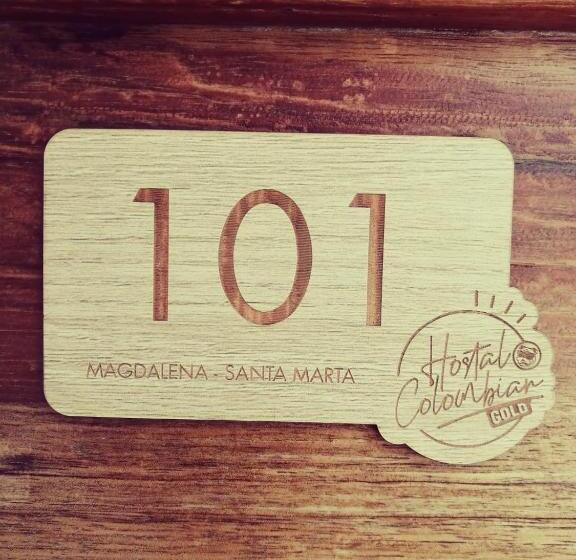 101
MAGDALENA - SANTA MARTA
Hostal
Colombian
GOLD